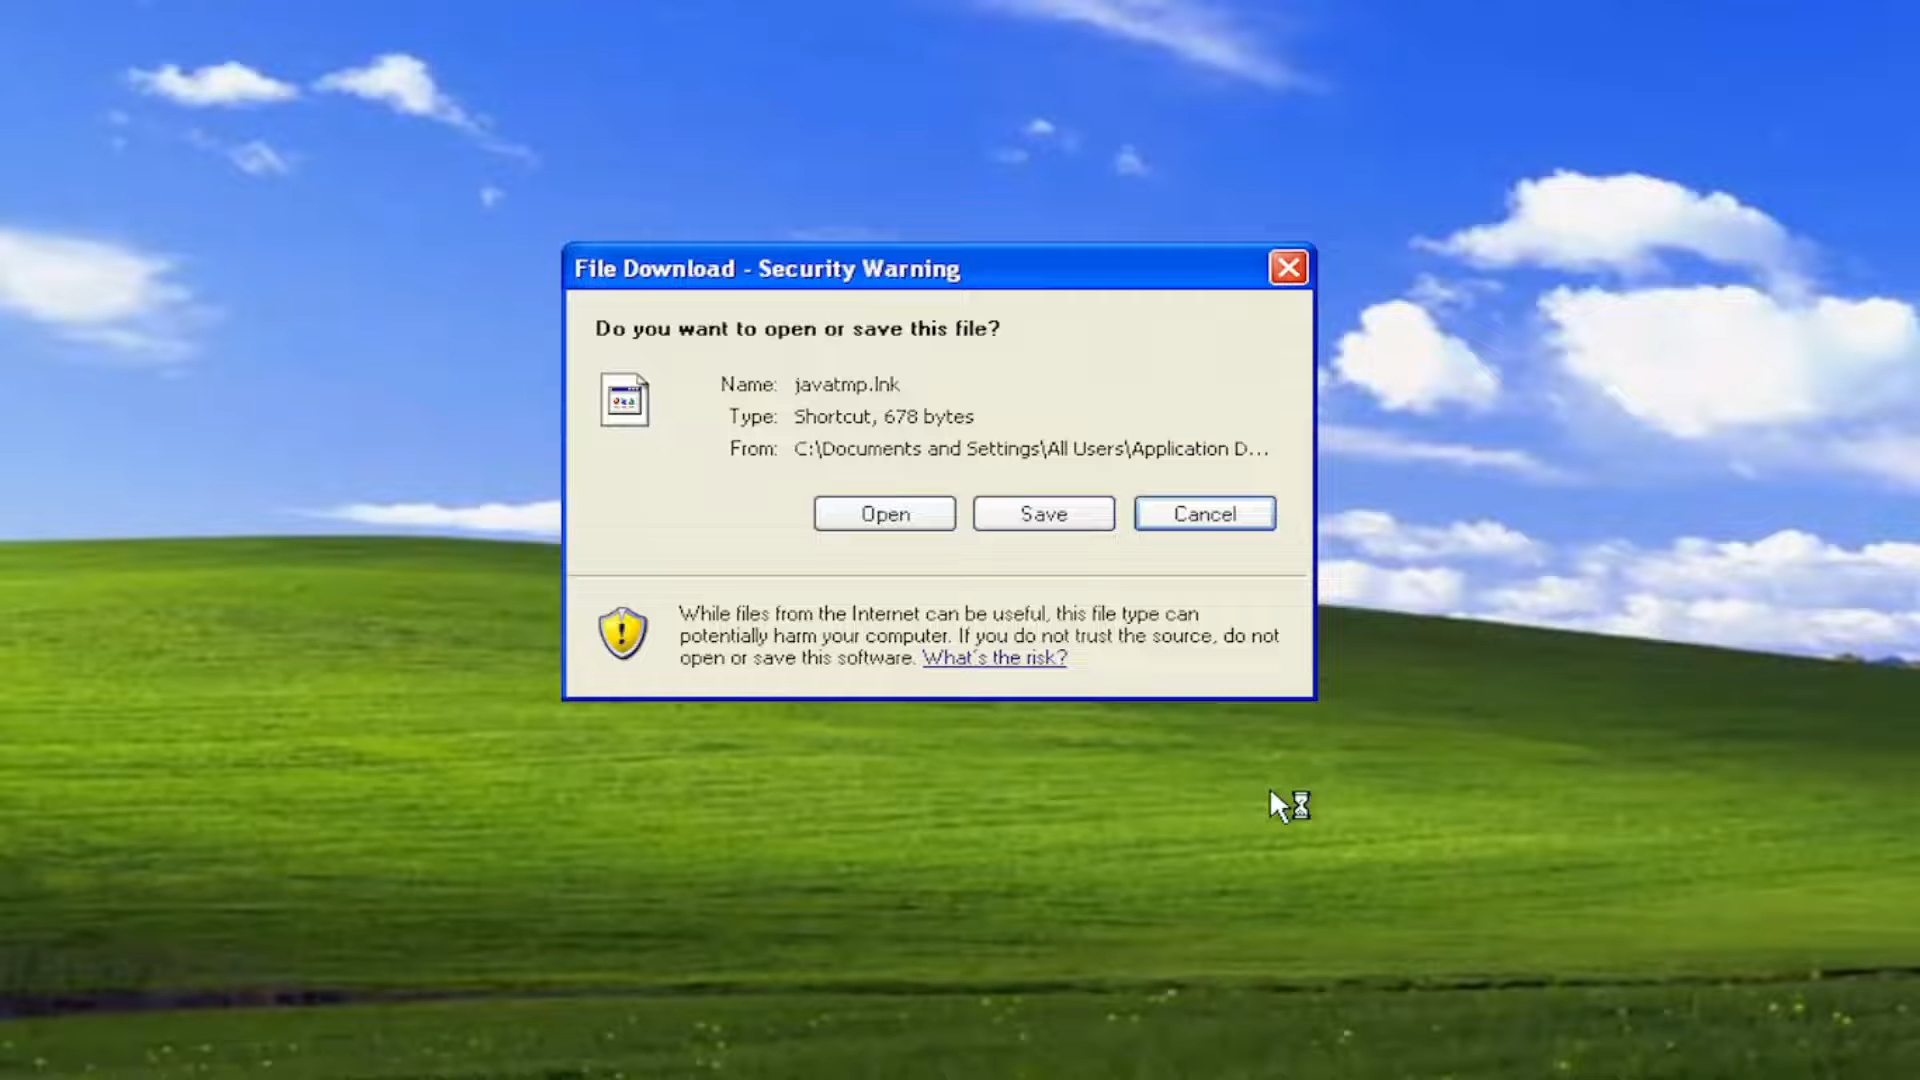 File Download - Security Warning
Do you want to open or save this file?
Name: javatmp.lnk
Type: Shortcut, 678 bytes
From: C:\Documents and Settings\All Users\Application D...
Open Save Cancel
While files from the Internet can be useful, this file type can
potentially harm your computer. If you do not trust the source, do not
open or save this software. What's the risk?